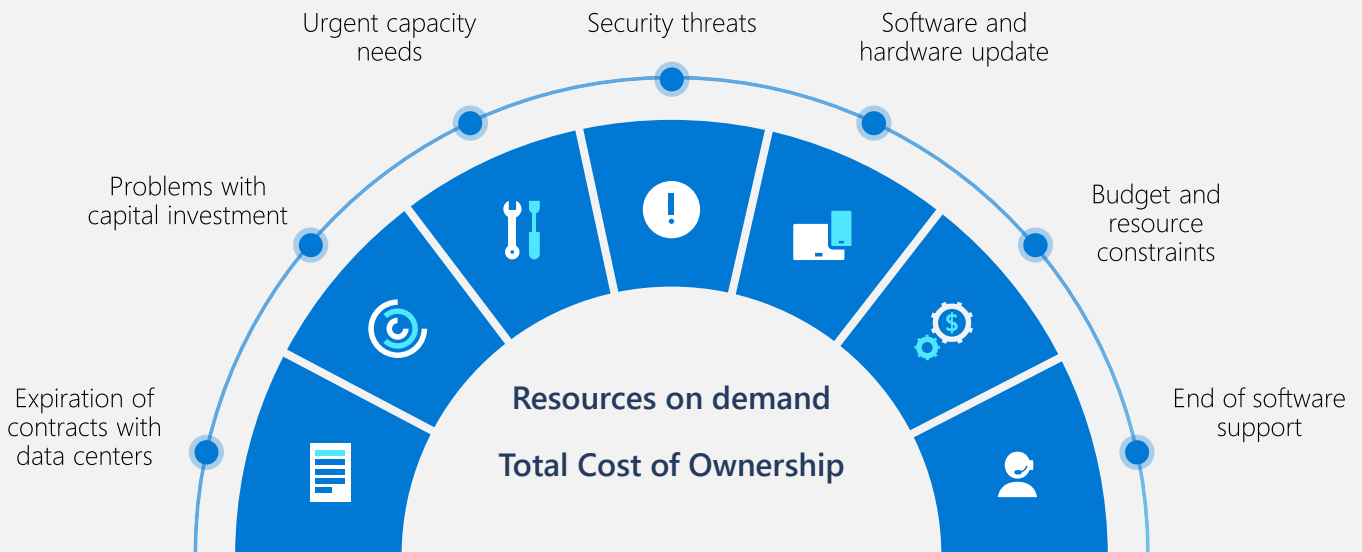 Urgent capacity
needs
Security threats
Software and
hardware update
Problems with
capital investment
Budget and
resource
constraints
Expiration of
contracts with
data centers
End of software
support
Resources on demand
Total Cost of Ownership
$